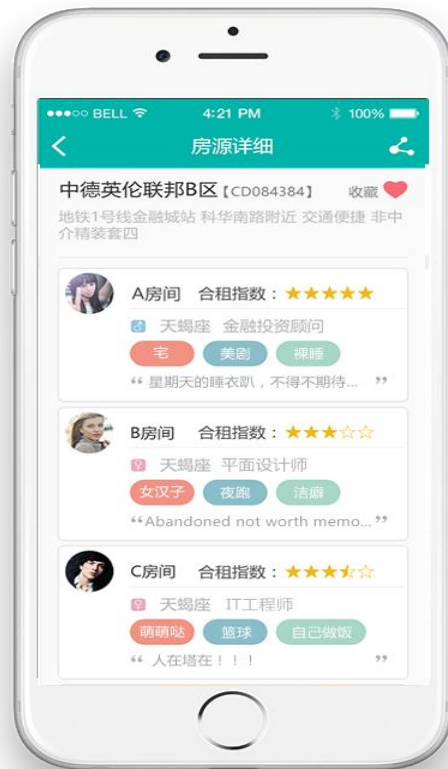 BELL 4:21 PM 100%
房源详细
中德英伦联邦B区【CD084384】 收藏
地铁1号线金融城站 科华南路附近 交通便捷 非中
介精装套四
A房间 合租指数：★★★★★
天蝎座 金融投资顾问
宅 美剧 裸睡
“ 星期天的睡衣趴，不得不期待... ”
B房间 合租指数：★★★☆☆
天蝎座 平面设计师
女汉子 夜跑 洁癖
“Abandoned not worth memo... ”
C房间 合租指数：
天蝎座 IT工程师
萌萌哒 篮球 自己做饭
“ 人在塔在！！！ ”